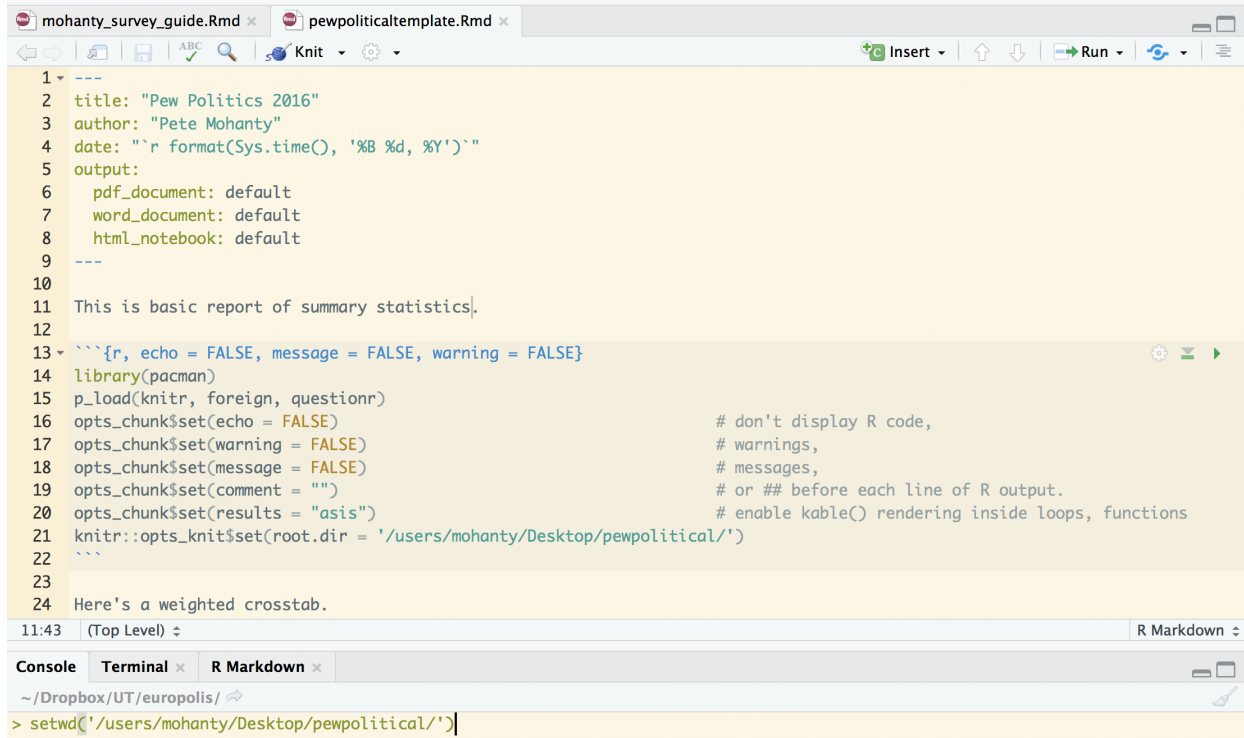 mohanty_survey_guide.Rmd × pewpoliticaltemplate.Rmd ×
ABC Knit Insert Run
1 ---
2 title: "Pew Politics 2016"
3 author: "Pete Mohanty"
4 date: "`r format(Sys.time(), '%B %d, %Y')`"
5 output:
6   pdf_document: default
7   word_document: default
8   html_notebook: default
9 ---
10
11 This is basic report of summary statistics.
12
13 ```{r, echo = FALSE, message = FALSE, warning = FALSE}
14 library(pacman)
15 p_load(knitr, foreign, questionr)
16 opts_chunk$set(echo = FALSE) # don't display R code,
17 opts_chunk$set(warning = FALSE) # warnings,
18 opts_chunk$set(message = FALSE) # messages,
19 opts_chunk$set(comment = "") # or ## before each line of R output.
20 opts_chunk$set(results = "asis") # enable kable() rendering inside loops, functions
21 knitr::opts_knit$set(root.dir = '/users/mohanty/Desktop/pewpolitical/')
22 ```
23
24 Here's a weighted crosstab.
11:43 (Top Level) R Markdown
Console Terminal × R Markdown ×
~/Dropbox/UT/europolis/
> setwd('/users/mohanty/Desktop/pewpolitical/')